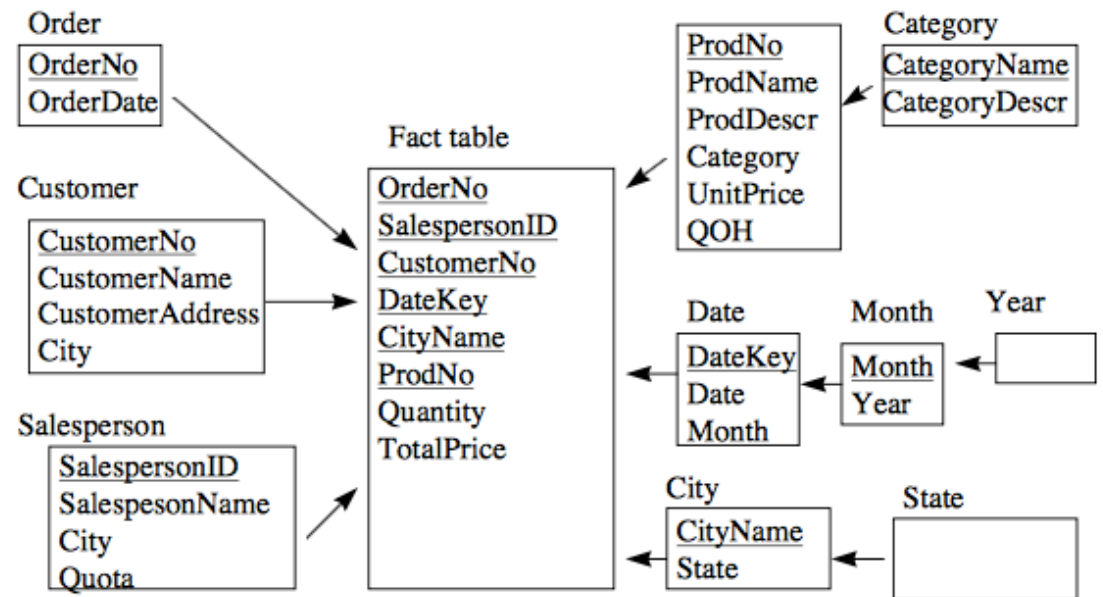 Order
OrderNo
OrderDate
Customer
CustomerNo
CustomerName
CustomerAddress
City
Salesperson
SalespersonID
SalespesonName
City
Quota
Fact table
OrderNo
SalespersonID
CustomerNo
DateKey
CityName
ProdNo
Quantity
TotalPrice
ProdNo
ProdName
ProdDescr
Category
UnitPrice
QOH
Category
CategoryName
CategoryDescr
Date
DateKey
Date
Month
Month
Month
Year
Year
City
CityName
State
State